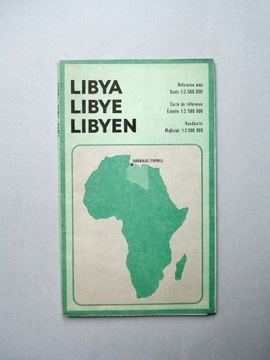 LIBYA
LIBYE
LIBYEN
Reference map
Scale 1:2.500.000
Carte de référence
Échelle 1:2 500 000
Handkarte
Maßstab 1:2 500 000
TARABULUS (TRIPOLI)